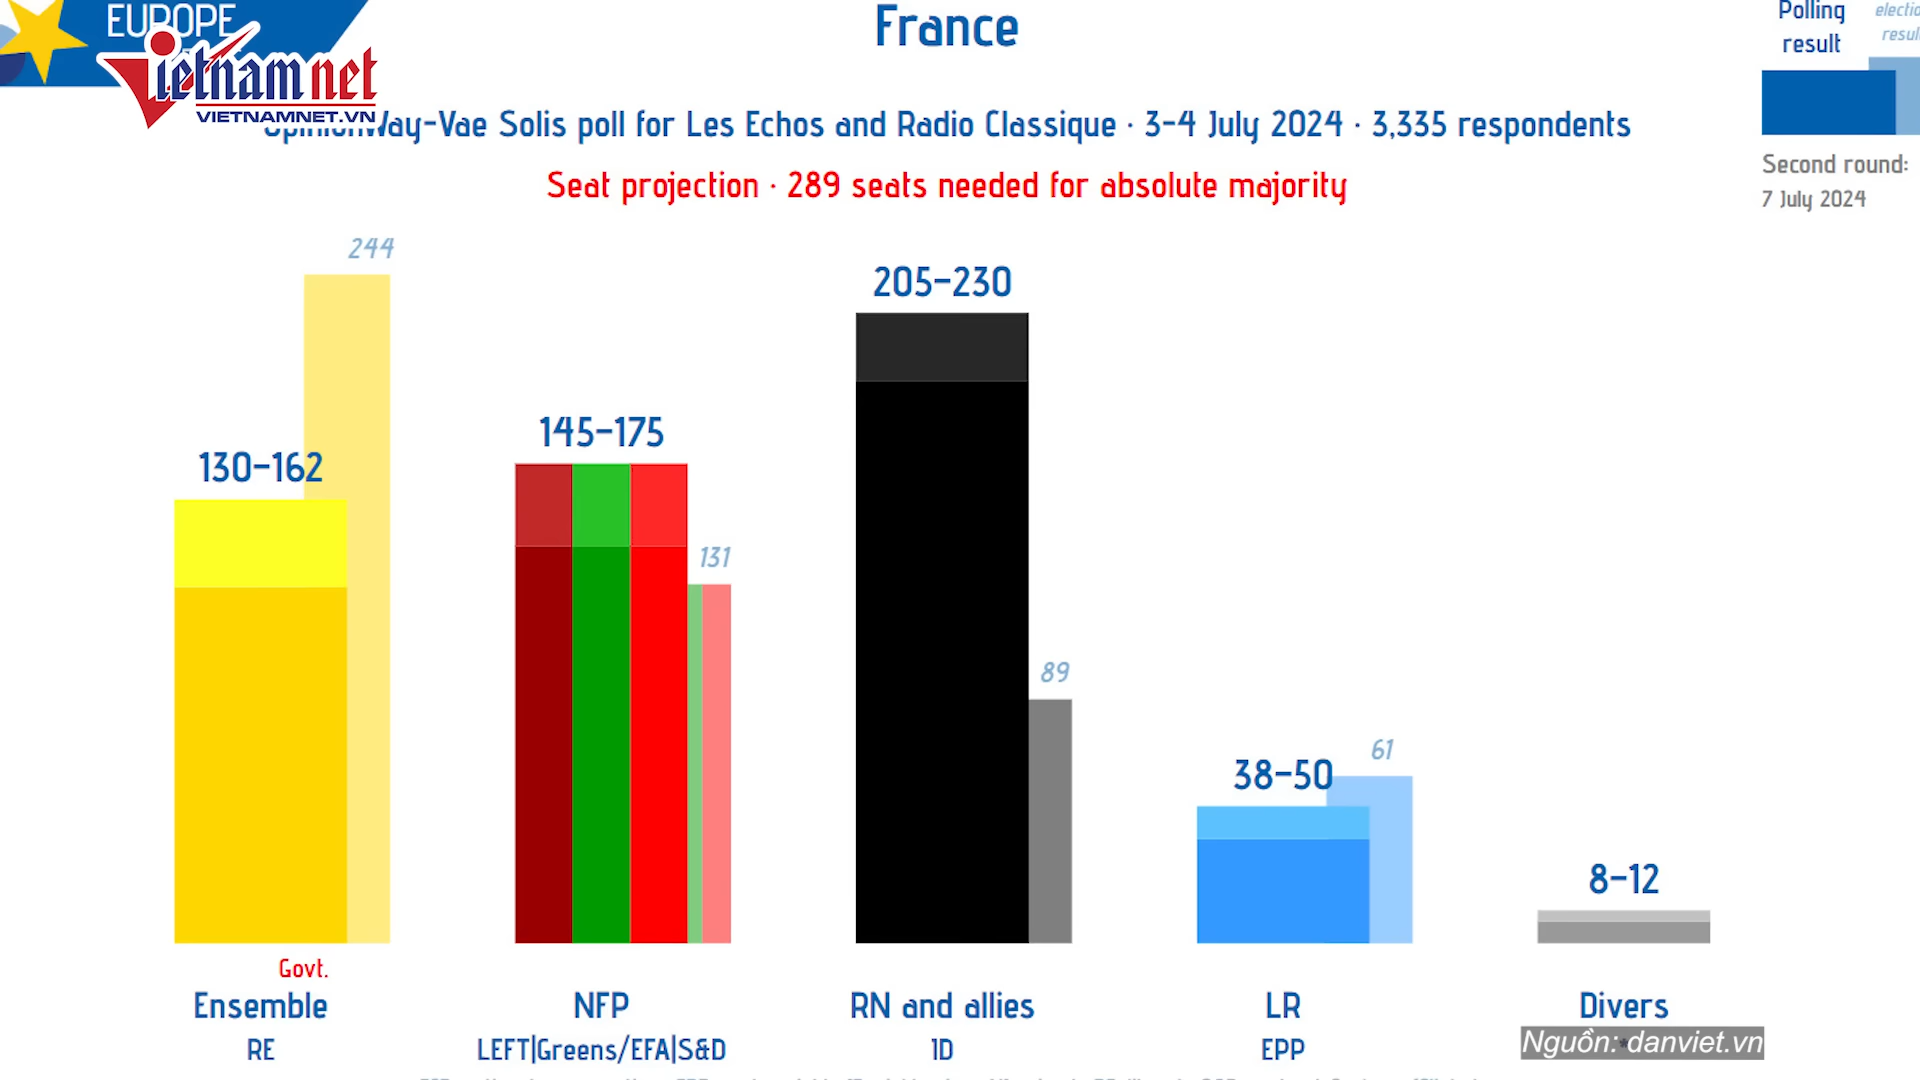 EUROPE
Vietnamnet
VIETNAMNET.VN
France
OpinionWay-Vae Solis poll for Les Echos and Radio Classique · 3-4 July 2024 · 3,335 respondents
Seat projection · 289 seats needed for absolute majority
Polling
result
Second round:
7 July 2024
244
130-162
145-175
131
205-230
89
38-50
61
8-12
Govt.
Ensemble
RE
NFP
LEFT|Greens/EFA|S&D
RN and allies
ID
LR
EPP
Divers
Nguồn: danviet.vn